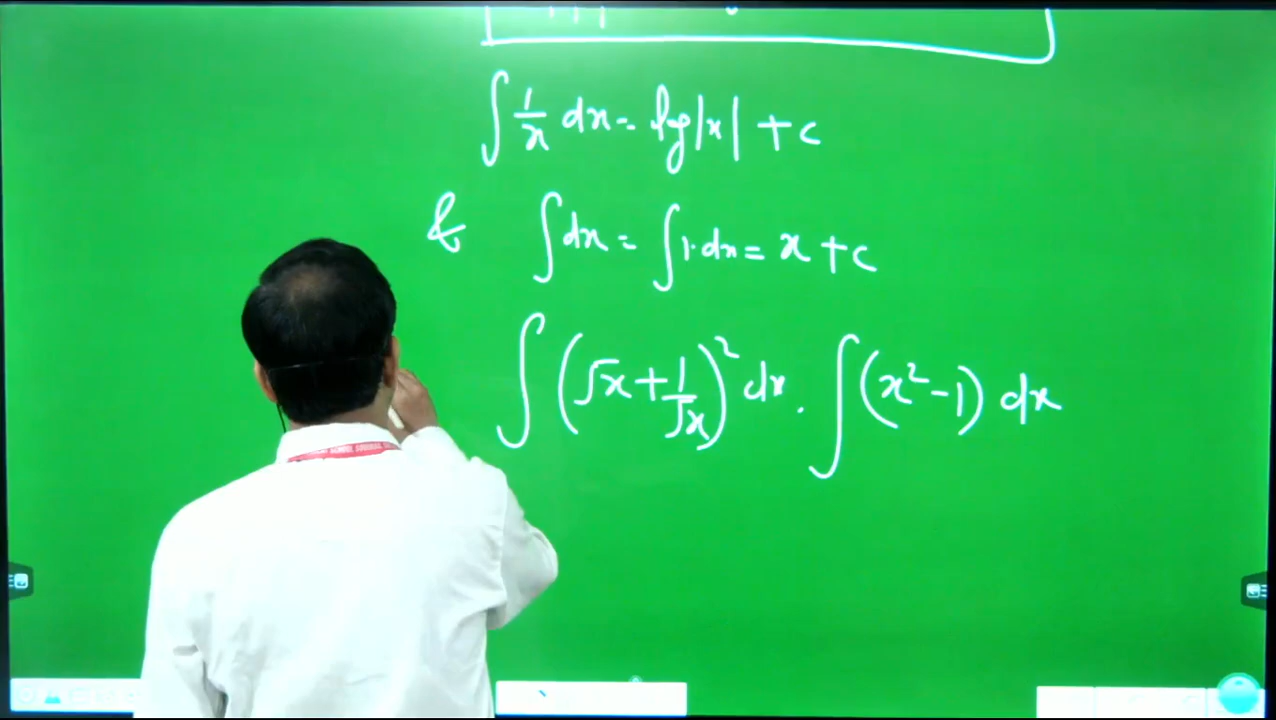 ∫ 1/x dx = log|x| + c
& ∫dx = ∫1·dx = x + c
∫(√x + 1/√x)² dx. ∫(x² - 1) dx